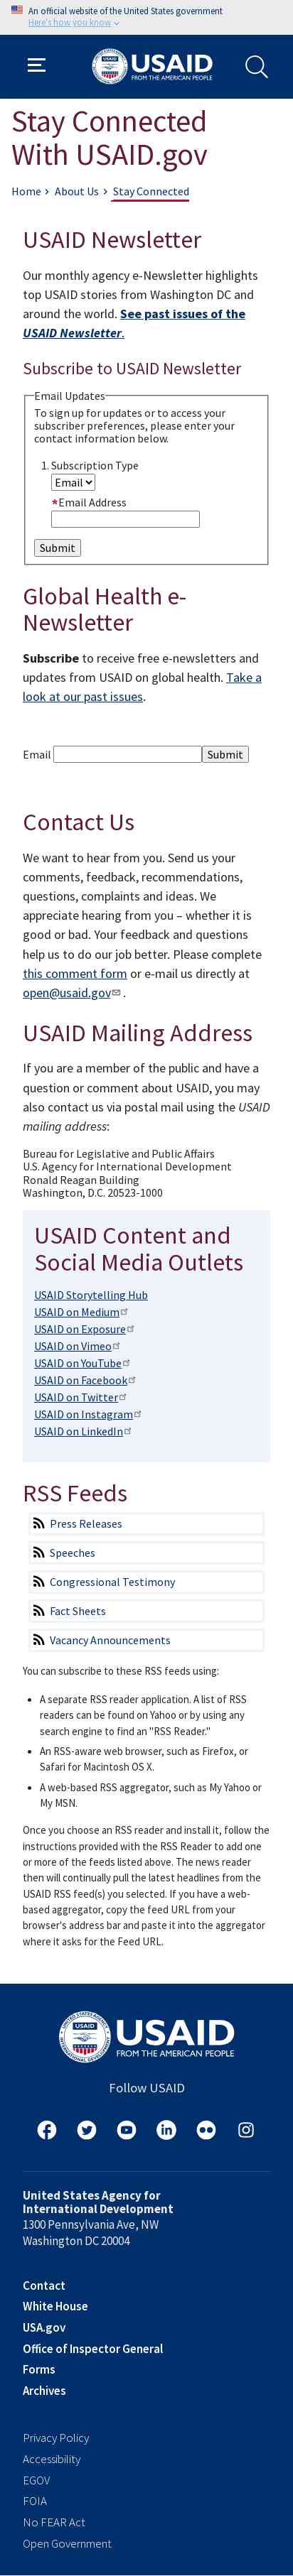 An official website of the United States government
Here's how you know
USAID
FROM THE AMERICAN PEOPLE
Stay Connected
With USAID.gov
Home > About Us > Stay Connected
USAID Newsletter
Our monthly agency e-Newsletter highlights
top USAID stories from Washington DC and
around the world. See past issues of the
USAID Newsletter.
Subscribe to USAID Newsletter
Email Updates
To sign up for updates or to access your
subscriber preferences, please enter your
contact information below.
1. Subscription Type
Email
*Email Address
Submit
Global Health e-
Newsletter
Subscribe to receive free e-newsletters and
updates from USAID on global health. Take a
look at our past issues.
Email Submit
Contact Us
We want to hear from you. Send us your
comments, feedback, recommendations,
questions, complaints and ideas. We
appreciate hearing from you – whether it is
good or bad. Your feedback and questions
help us to do our job better. Please complete
this comment form or e-mail us directly at
open@usaid.gov .
USAID Mailing Address
If you are a member of the public and have a
question or comment about USAID, you may
also contact us via postal mail using the USAID
mailing address:
Bureau for Legislative and Public Affairs
U.S. Agency for International Development
Ronald Reagan Building
Washington, D.C. 20523-1000
USAID Content and
Social Media Outlets
USAID Storytelling Hub
USAID on Medium
USAID on Exposure
USAID on Vimeo
USAID on YouTube
USAID on Facebook
USAID on Twitter
USAID on Instagram
USAID on LinkedIn
RSS Feeds
Press Releases
Speeches
Congressional Testimony
Fact Sheets
Vacancy Announcements
You can subscribe to these RSS feeds using:
• A separate RSS reader application. A list of RSS
readers can be found on Yahoo or by using any
search engine to find an "RSS Reader."
• An RSS-aware web browser, such as Firefox, or
Safari for Macintosh OS X.
• A web-based RSS aggregator, such as My Yahoo or
My MSN.
Once you choose an RSS reader and install it, follow the
instructions provided with the RSS Reader to add one
or more of the feeds listed above. The news reader
then will continually pull the latest headlines from the
USAID RSS feed(s) you selected. If you have a web-
based aggregator, copy the feed URL from your
browser's address bar and paste it into the aggregator
where it asks for the Feed URL.
USAID
FROM THE AMERICAN PEOPLE
Follow USAID
United States Agency for
International Development
1300 Pennsylvania Ave, NW
Washington DC 20004
Contact
White House
USA.gov
Office of Inspector General
Forms
Archives
Privacy Policy
Accessibility
EGOV
FOIA
No FEAR Act
Open Government